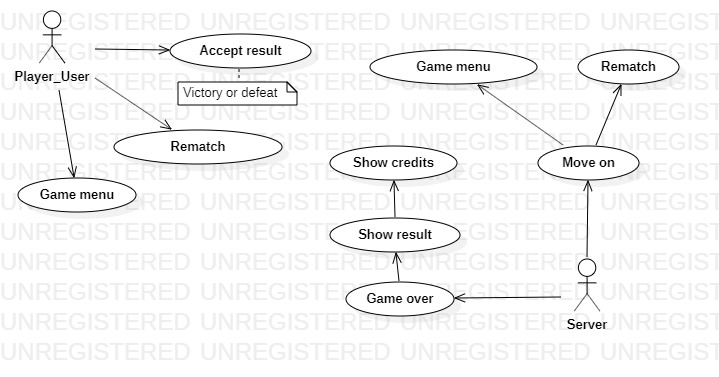 UNREGISTERED UNREGISTERED UNREGISTERED UNREGIST
Accept result
Player_User
Game menu
Rematch
Victory or defeat
Rematch
Show credits
Move on
Game menu
Show result
Game over
Server